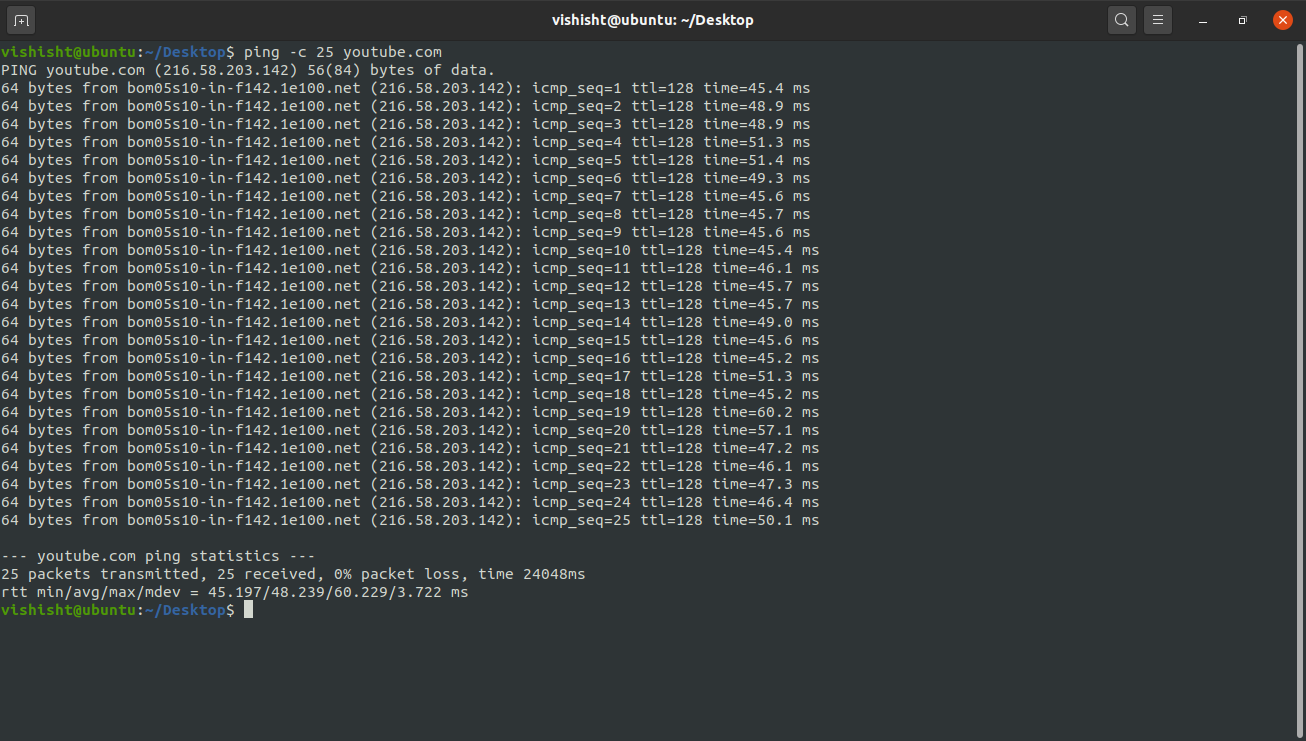 vishisht@ubuntu: ~/Desktop
vishisht@ubuntu:~/Desktop$ ping -c 25 youtube.com
PING youtube.com (216.58.203.142) 56(84) bytes of data.
64 bytes from bom05s10-in-f142.1e100.net (216.58.203.142): icmp_seq=1 ttl=128 time=45.4 ms
64 bytes from bom05s10-in-f142.1e100.net (216.58.203.142): icmp_seq=2 ttl=128 time=48.9 ms
64 bytes from bom05s10-in-f142.1e100.net (216.58.203.142): icmp_seq=3 ttl=128 time=48.9 ms
64 bytes from bom05s10-in-f142.1e100.net (216.58.203.142): icmp_seq=4 ttl=128 time=51.3 ms
64 bytes from bom05s10-in-f142.1e100.net (216.58.203.142): icmp_seq=5 ttl=128 time=51.4 ms
64 bytes from bom05s10-in-f142.1e100.net (216.58.203.142): icmp_seq=6 ttl=128 time=49.3 ms
64 bytes from bom05s10-in-f142.1e100.net (216.58.203.142): icmp_seq=7 ttl=128 time=45.6 ms
64 bytes from bom05s10-in-f142.1e100.net (216.58.203.142): icmp_seq=8 ttl=128 time=45.7 ms
64 bytes from bom05s10-in-f142.1e100.net (216.58.203.142): icmp_seq=9 ttl=128 time=45.6 ms
64 bytes from bom05s10-in-f142.1e100.net (216.58.203.142): icmp_seq=10 ttl=128 time=45.4 ms
64 bytes from bom05s10-in-f142.1e100.net (216.58.203.142): icmp_seq=11 ttl=128 time=46.1 ms
64 bytes from bom05s10-in-f142.1e100.net (216.58.203.142): icmp_seq=12 ttl=128 time=45.7 ms
64 bytes from bom05s10-in-f142.1e100.net (216.58.203.142): icmp_seq=13 ttl=128 time=45.7 ms
64 bytes from bom05s10-in-f142.1e100.net (216.58.203.142): icmp_seq=14 ttl=128 time=49.0 ms
64 bytes from bom05s10-in-f142.1e100.net (216.58.203.142): icmp_seq=15 ttl=128 time=45.6 ms
64 bytes from bom05s10-in-f142.1e100.net (216.58.203.142): icmp_seq=16 ttl=128 time=45.2 ms
64 bytes from bom05s10-in-f142.1e100.net (216.58.203.142): icmp_seq=17 ttl=128 time=51.3 ms
64 bytes from bom05s10-in-f142.1e100.net (216.58.203.142): icmp_seq=18 ttl=128 time=45.2 ms
64 bytes from bom05s10-in-f142.1e100.net (216.58.203.142): icmp_seq=19 ttl=128 time=60.2 ms
64 bytes from bom05s10-in-f142.1e100.net (216.58.203.142): icmp_seq=20 ttl=128 time=57.1 ms
64 bytes from bom05s10-in-f142.1e100.net (216.58.203.142): icmp_seq=21 ttl=128 time=47.2 ms
64 bytes from bom05s10-in-f142.1e100.net (216.58.203.142): icmp_seq=22 ttl=128 time=46.1 ms
64 bytes from bom05s10-in-f142.1e100.net (216.58.203.142): icmp_seq=23 ttl=128 time=47.3 ms
64 bytes from bom05s10-in-f142.1e100.net (216.58.203.142): icmp_seq=24 ttl=128 time=46.4 ms
64 bytes from bom05s10-in-f142.1e100.net (216.58.203.142): icmp_seq=25 ttl=128 time=50.1 ms
--- youtube.com ping statistics ---
25 packets transmitted, 25 received, 0% packet loss, time 24048ms
rtt min/avg/max/mdev = 45.197/48.239/60.229/3.722 ms
vishisht@ubuntu:~/Desktop$